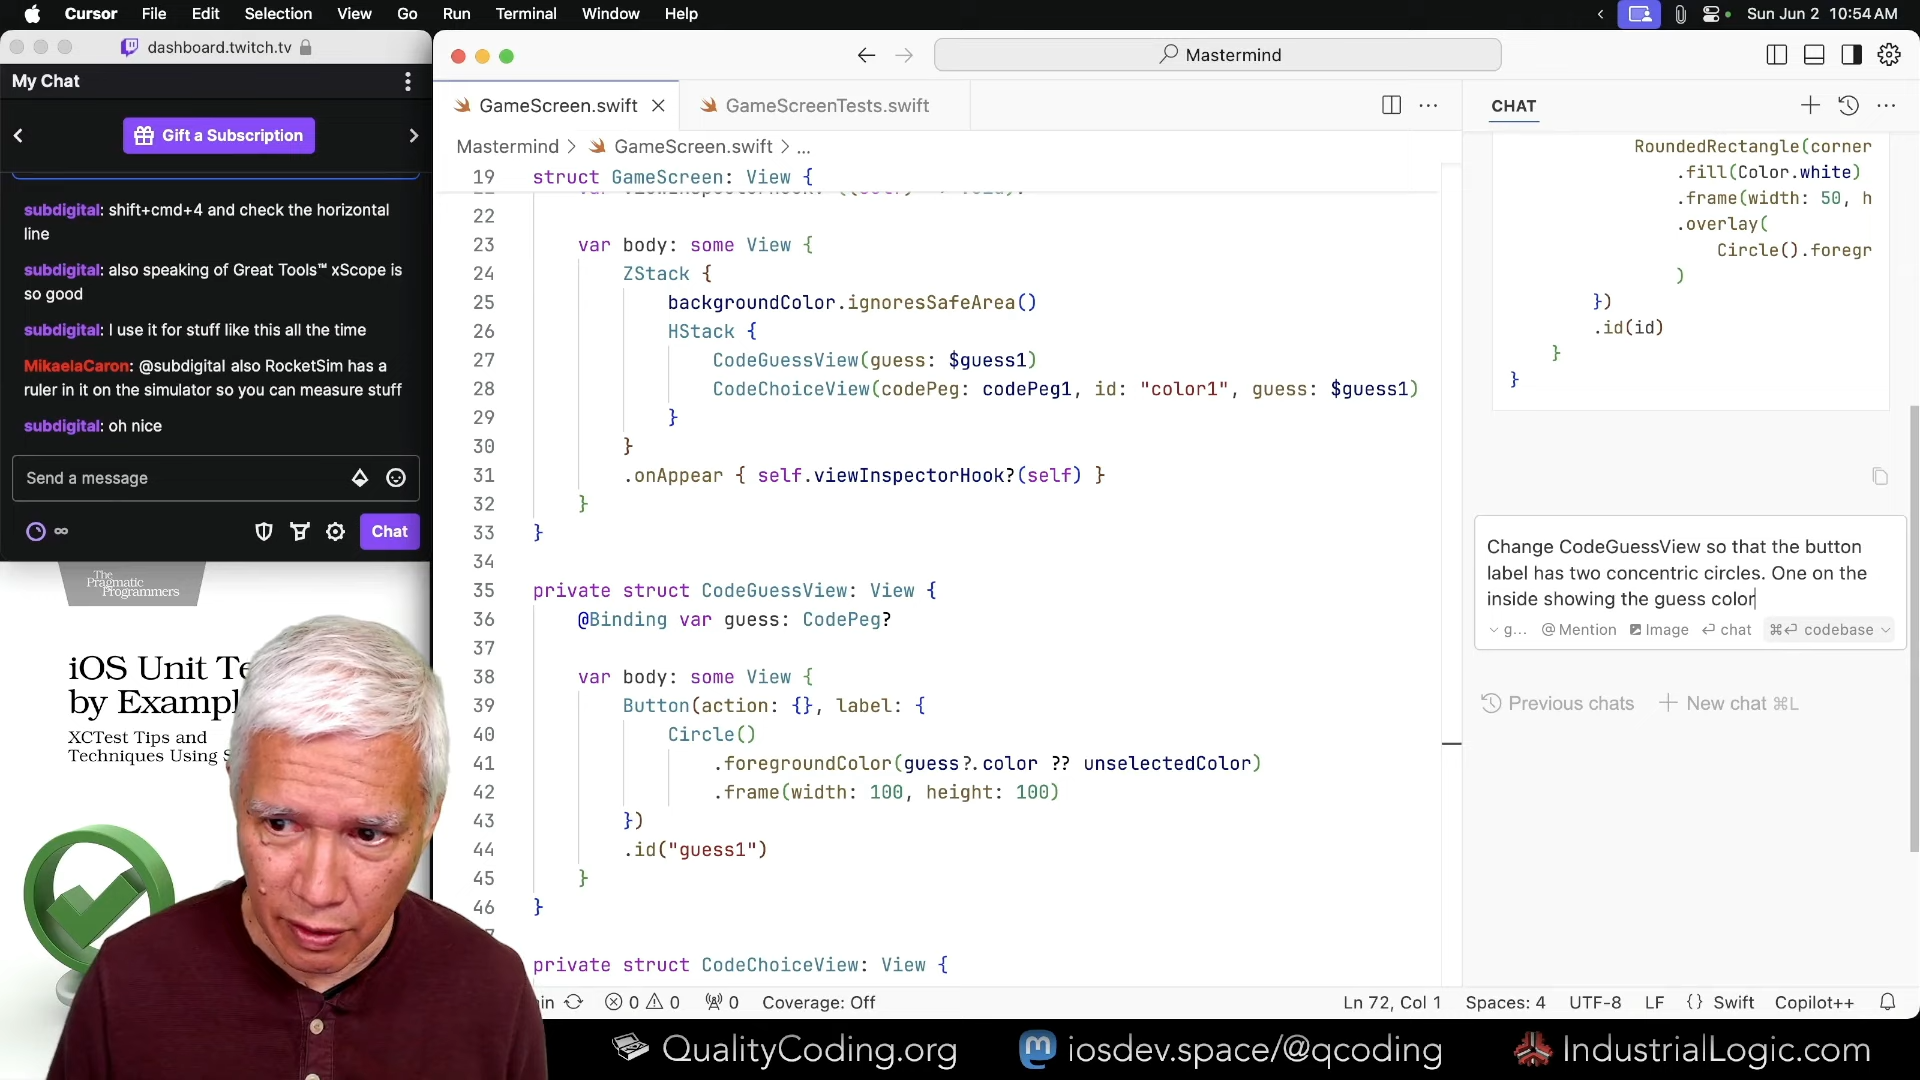 Cursor File Edit Selection View Go Run Terminal Window Help
Sun Jun 2 10:54 AM
dashboard.twitch.tv
My Chat
Gift a Subscription
subdigital: shift+cmd+4 and check the horizontal
line
subdigital: also speaking of Great Tools™ xScope is
so good
subdigital: I use it for stuff like this all the time
MikaelaCaron: @subdigital also RocketSim has a
ruler in it on the simulator so you can measure stuff
subdigital: oh nice
Send a message
∞
Chat
The
Pragmatic
Programmers
iOS Unit Te
by Exampl
XCTest Tips and
Techniques Using S
Mastermind
GameScreen.swift
GameScreenTests.swift
Mastermind > GameScreen.swift > ...
19 struct GameScreen: View {
22
23 var body: some View {
24 ZStack {
25 backgroundColor.ignoresSafeArea()
26 HStack {
27 CodeGuessView(guess: $guess1)
28 CodeChoiceView(codePeg: codePeg1, id: "color1", guess: $guess1)
29 }
30 }
31 .onAppear { self.viewInspectorHook?(self) }
32 }
33 }
34
35 private struct CodeGuessView: View {
36 @Binding var guess: CodePeg?
37
38 var body: some View {
39 Button(action: {}, label: {
40 Circle()
41 .foregroundColor(guess?.color ?? unselectedColor)
42 .frame(width: 100, height: 100)
43 })
44 .id("guess1")
45 }
46 }
private struct CodeChoiceView: View {
CHAT
RoundedRectangle(corner
.fill(Color.white)
.frame(width: 50, h
.overlay(
Circle().foregr
)
})
.id(id)
}
}
Change CodeGuessView so that the button
label has two concentric circles. One on the
inside showing the guess color
g... @ Mention Image chat ⌘⏎ codebase
Previous chats + New chat ⌘L
in 0 0 0 Coverage: Off Ln 72, Col 1 Spaces: 4 UTF-8 LF {} Swift Copilot++
QualityCoding.org iosdev.space/@qcoding IndustrialLogic.com